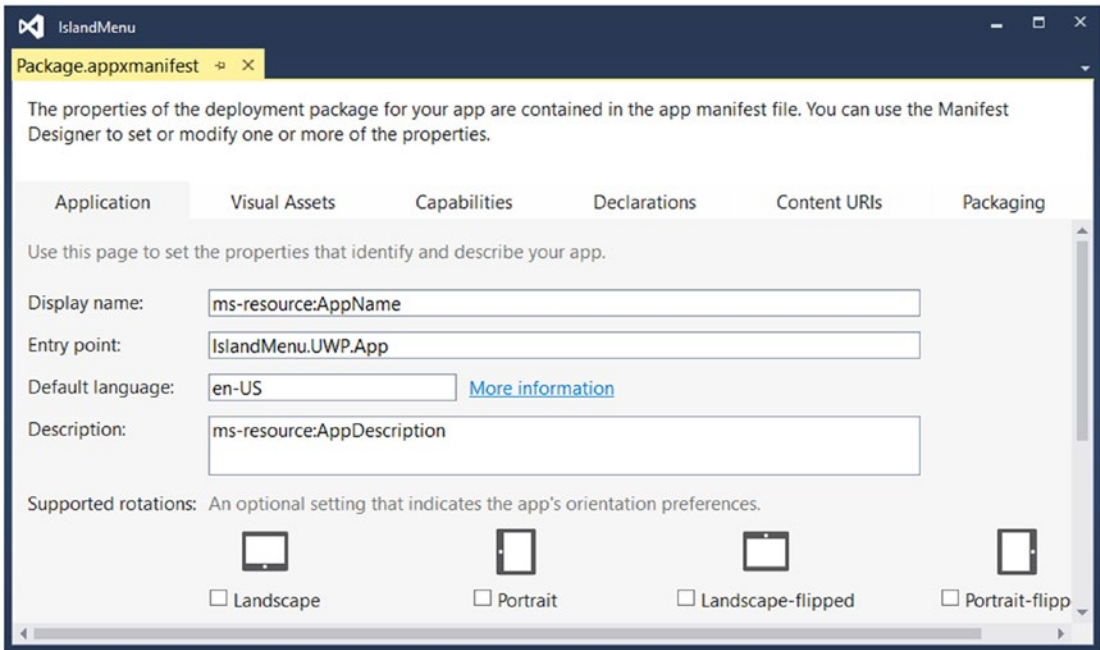 IslandMenu
Package.appxmanifest
The properties of the deployment package for your app are contained in the app manifest file. You can use the Manifest
Designer to set or modify one or more of the properties.
Application Visual Assets Capabilities Declarations Content URIs Packaging
Use this page to set the properties that identify and describe your app.
Display name: ms-resource:AppName
Entry point: IslandMenu.UWP.App
Default language: en-US More information
Description: ms-resource:AppDescription
Supported rotations: An optional setting that indicates the app's orientation preferences.
Landscape Portrait Landscape-flipped Portrait-flipp